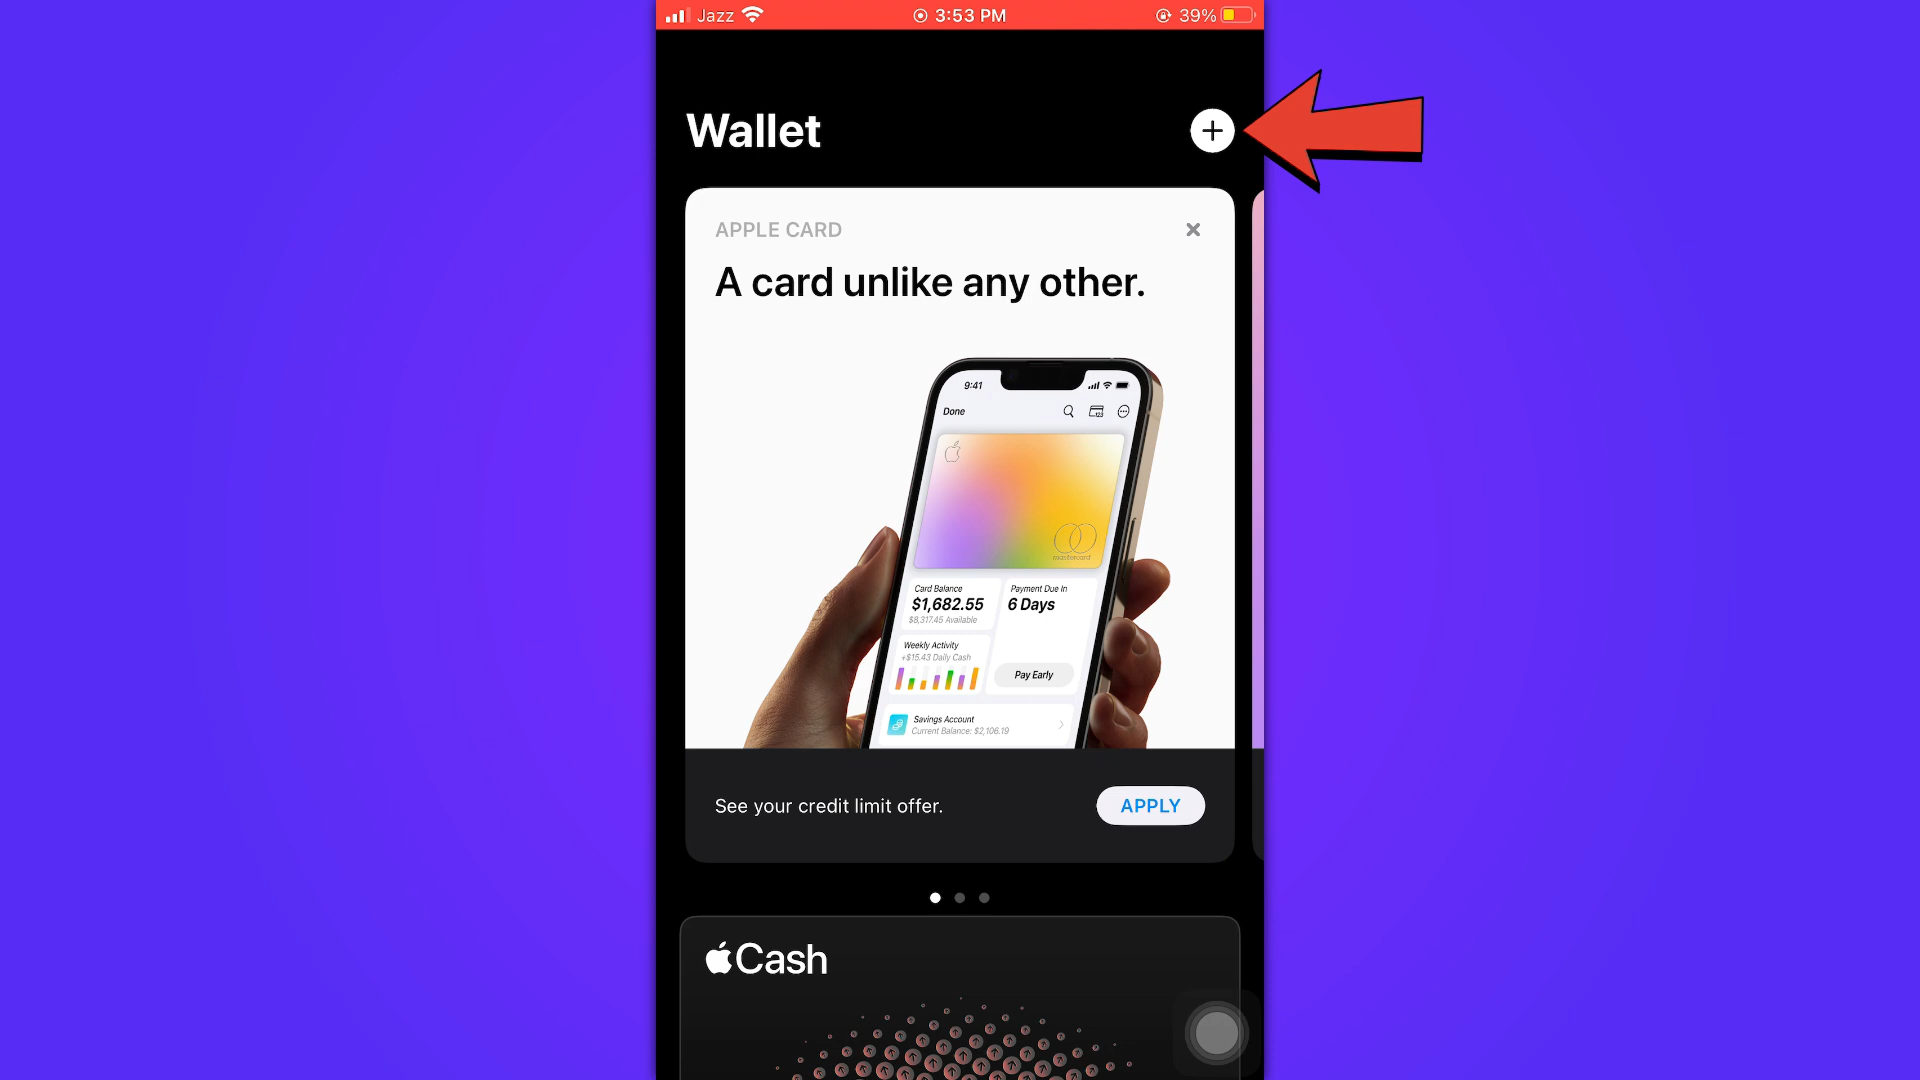 Jazz 3:53 PM 39%
Wallet
APPLE CARD
A card unlike any other.
9:41
Done
mastercard
Card Balance
$1,682.55
$8,317.45 Available
Payment Due In
6 Days
Weekly Activity
+$15.43 Daily Cash
Pay Early
Savings Account
Current Balance: $2,106.19
See your credit limit offer.
APPLY
Cash